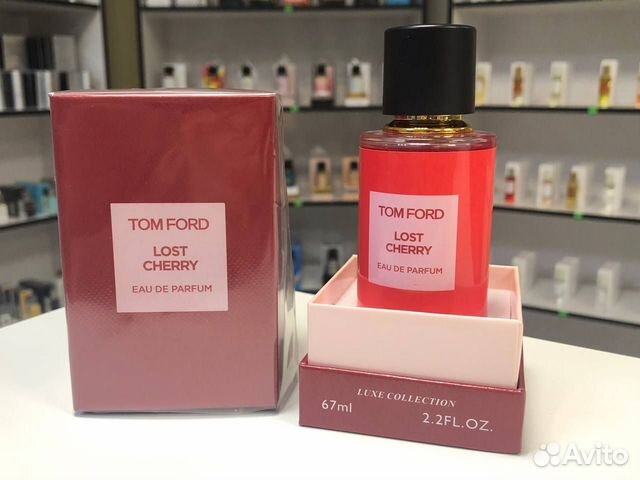 TOM FORD
LOST
CHERRY
EAU DE PARFUM
TOM FORD
LOST
CHERRY
EAU DE PARFUM
LUXE COLLECTION
67ml 2.2FL.OZ.
Avito